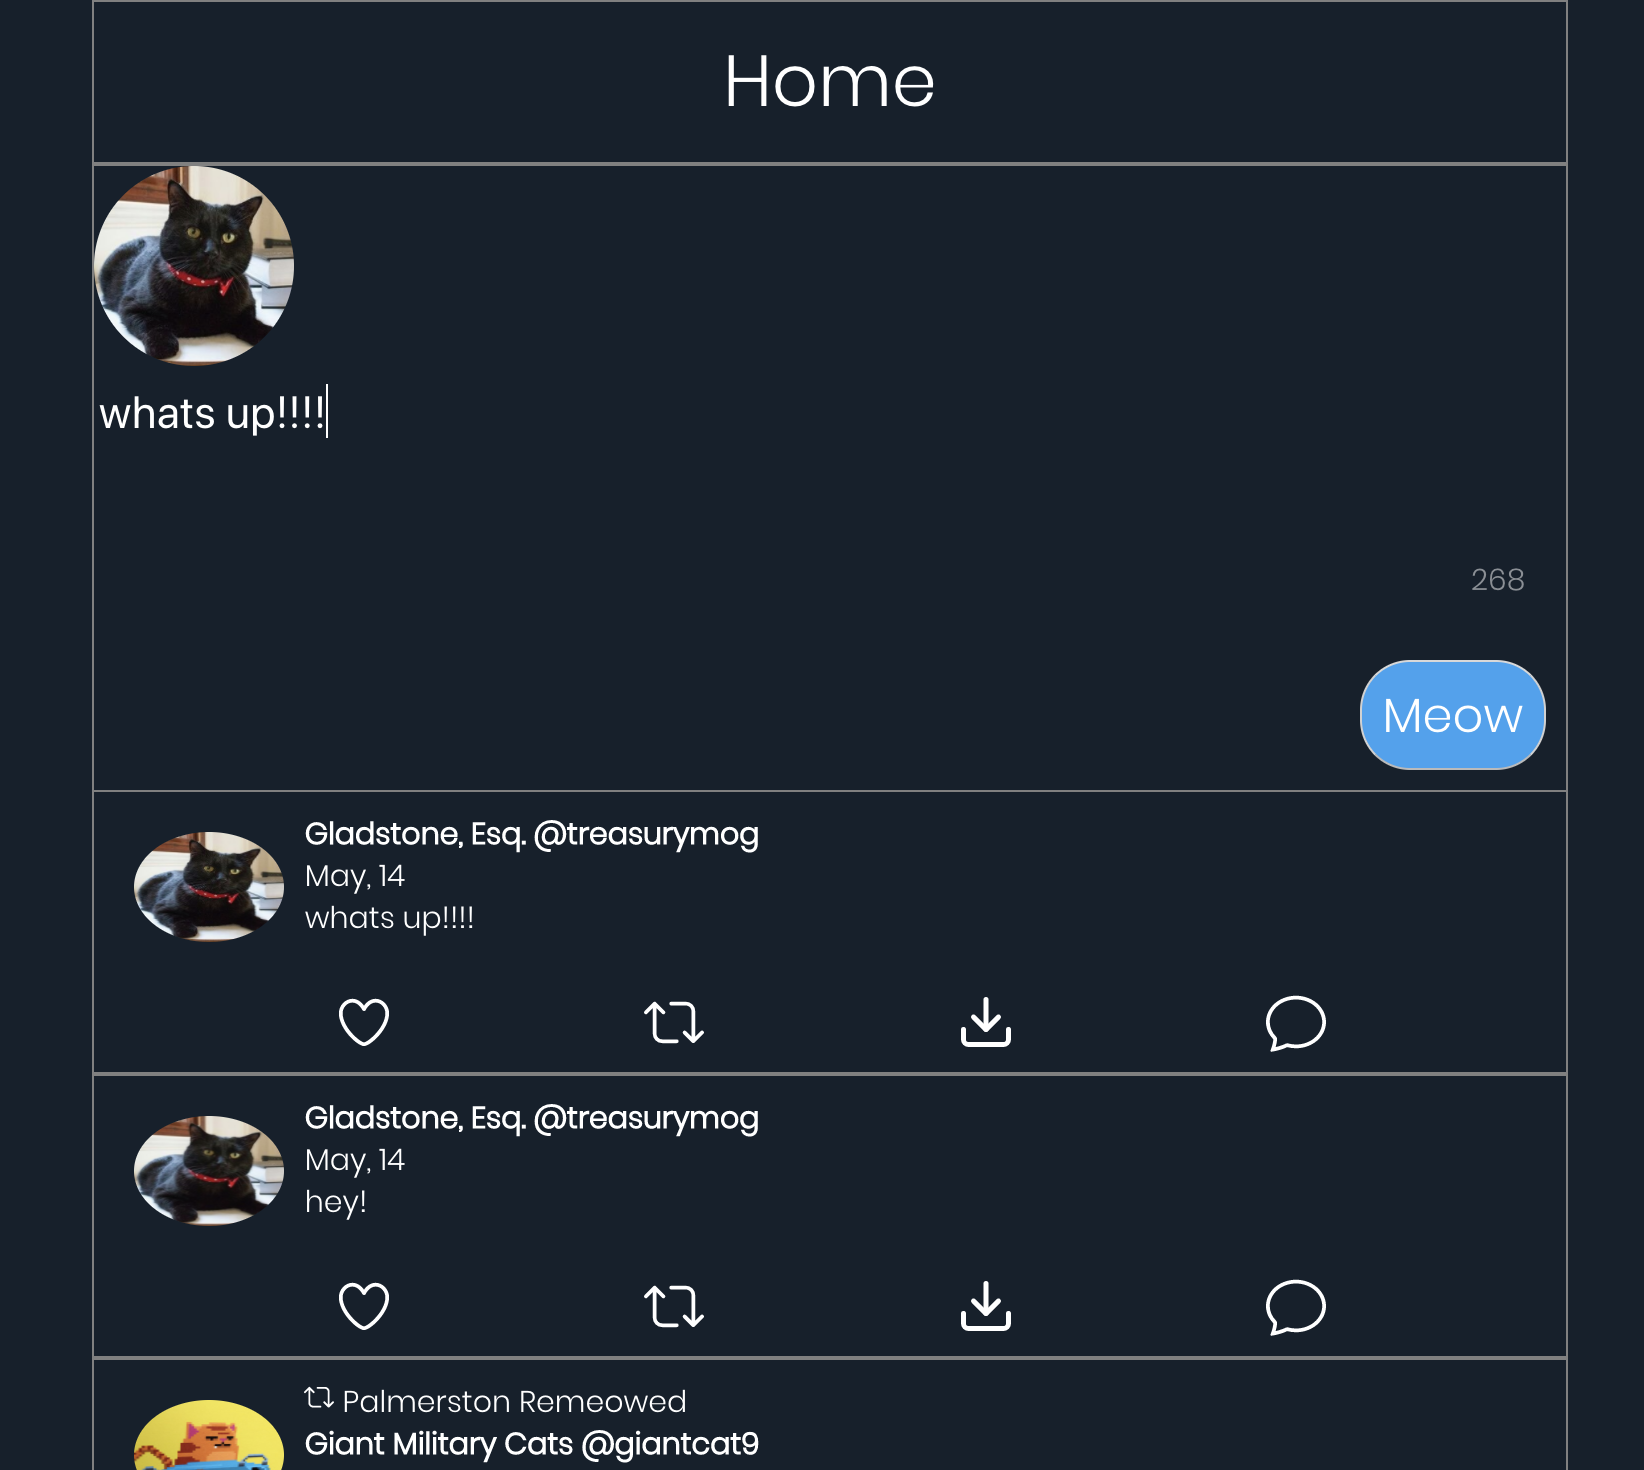 Home
whats up!!!!
268
Meow
Gladstone, Esq. @treasurymog
May, 14
whats up!!!!
Gladstone, Esq. @treasurymog
May, 14
hey!
Palmerston Remeowed
Giant Military Cats @giantcat9